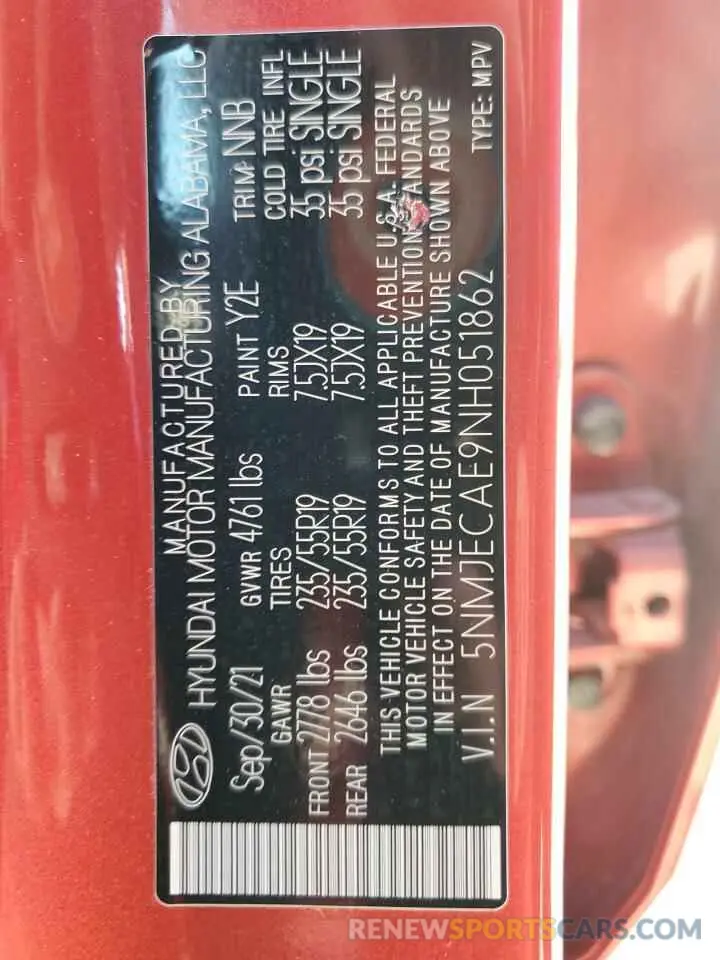 MANUFACTURED BY
HYUNDAI MOTOR MANUFACTURING ALABAMA, LLC
Sep/30/21 GVWR 4761 lbs PAINT Y2E TRIM NNB
GAWR TIRES RIMS COLD TIRE INFL
FRONT 2778 lbs 235/55R19 7.5JX19 35 psi SINGLE
REAR 2646 lbs 235/55R19 7.5JX19 35 psi SINGLE
THIS VEHICLE CONFORMS TO ALL APPLICABLE U.S.A. FEDERAL
MOTOR VEHICLE SAFETY AND THEFT PREVENTION STANDARDS
IN EFFECT ON THE DATE OF MANUFACTURE SHOWN ABOVE
V.I.N 5NMJECAE9NH051862 TYPE: MPV
RENEWSPORTSCARS.COM